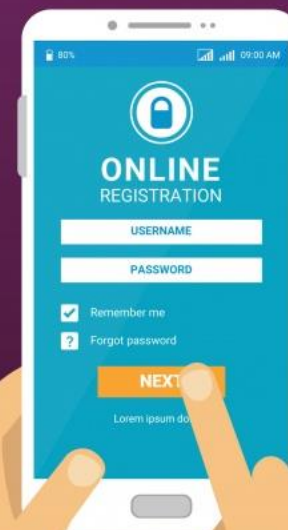 80% 09:00 AM
ONLINE
REGISTRATION
USERNAME
PASSWORD
Remember me
? Forgot password
NEXT
Lorem ipsum